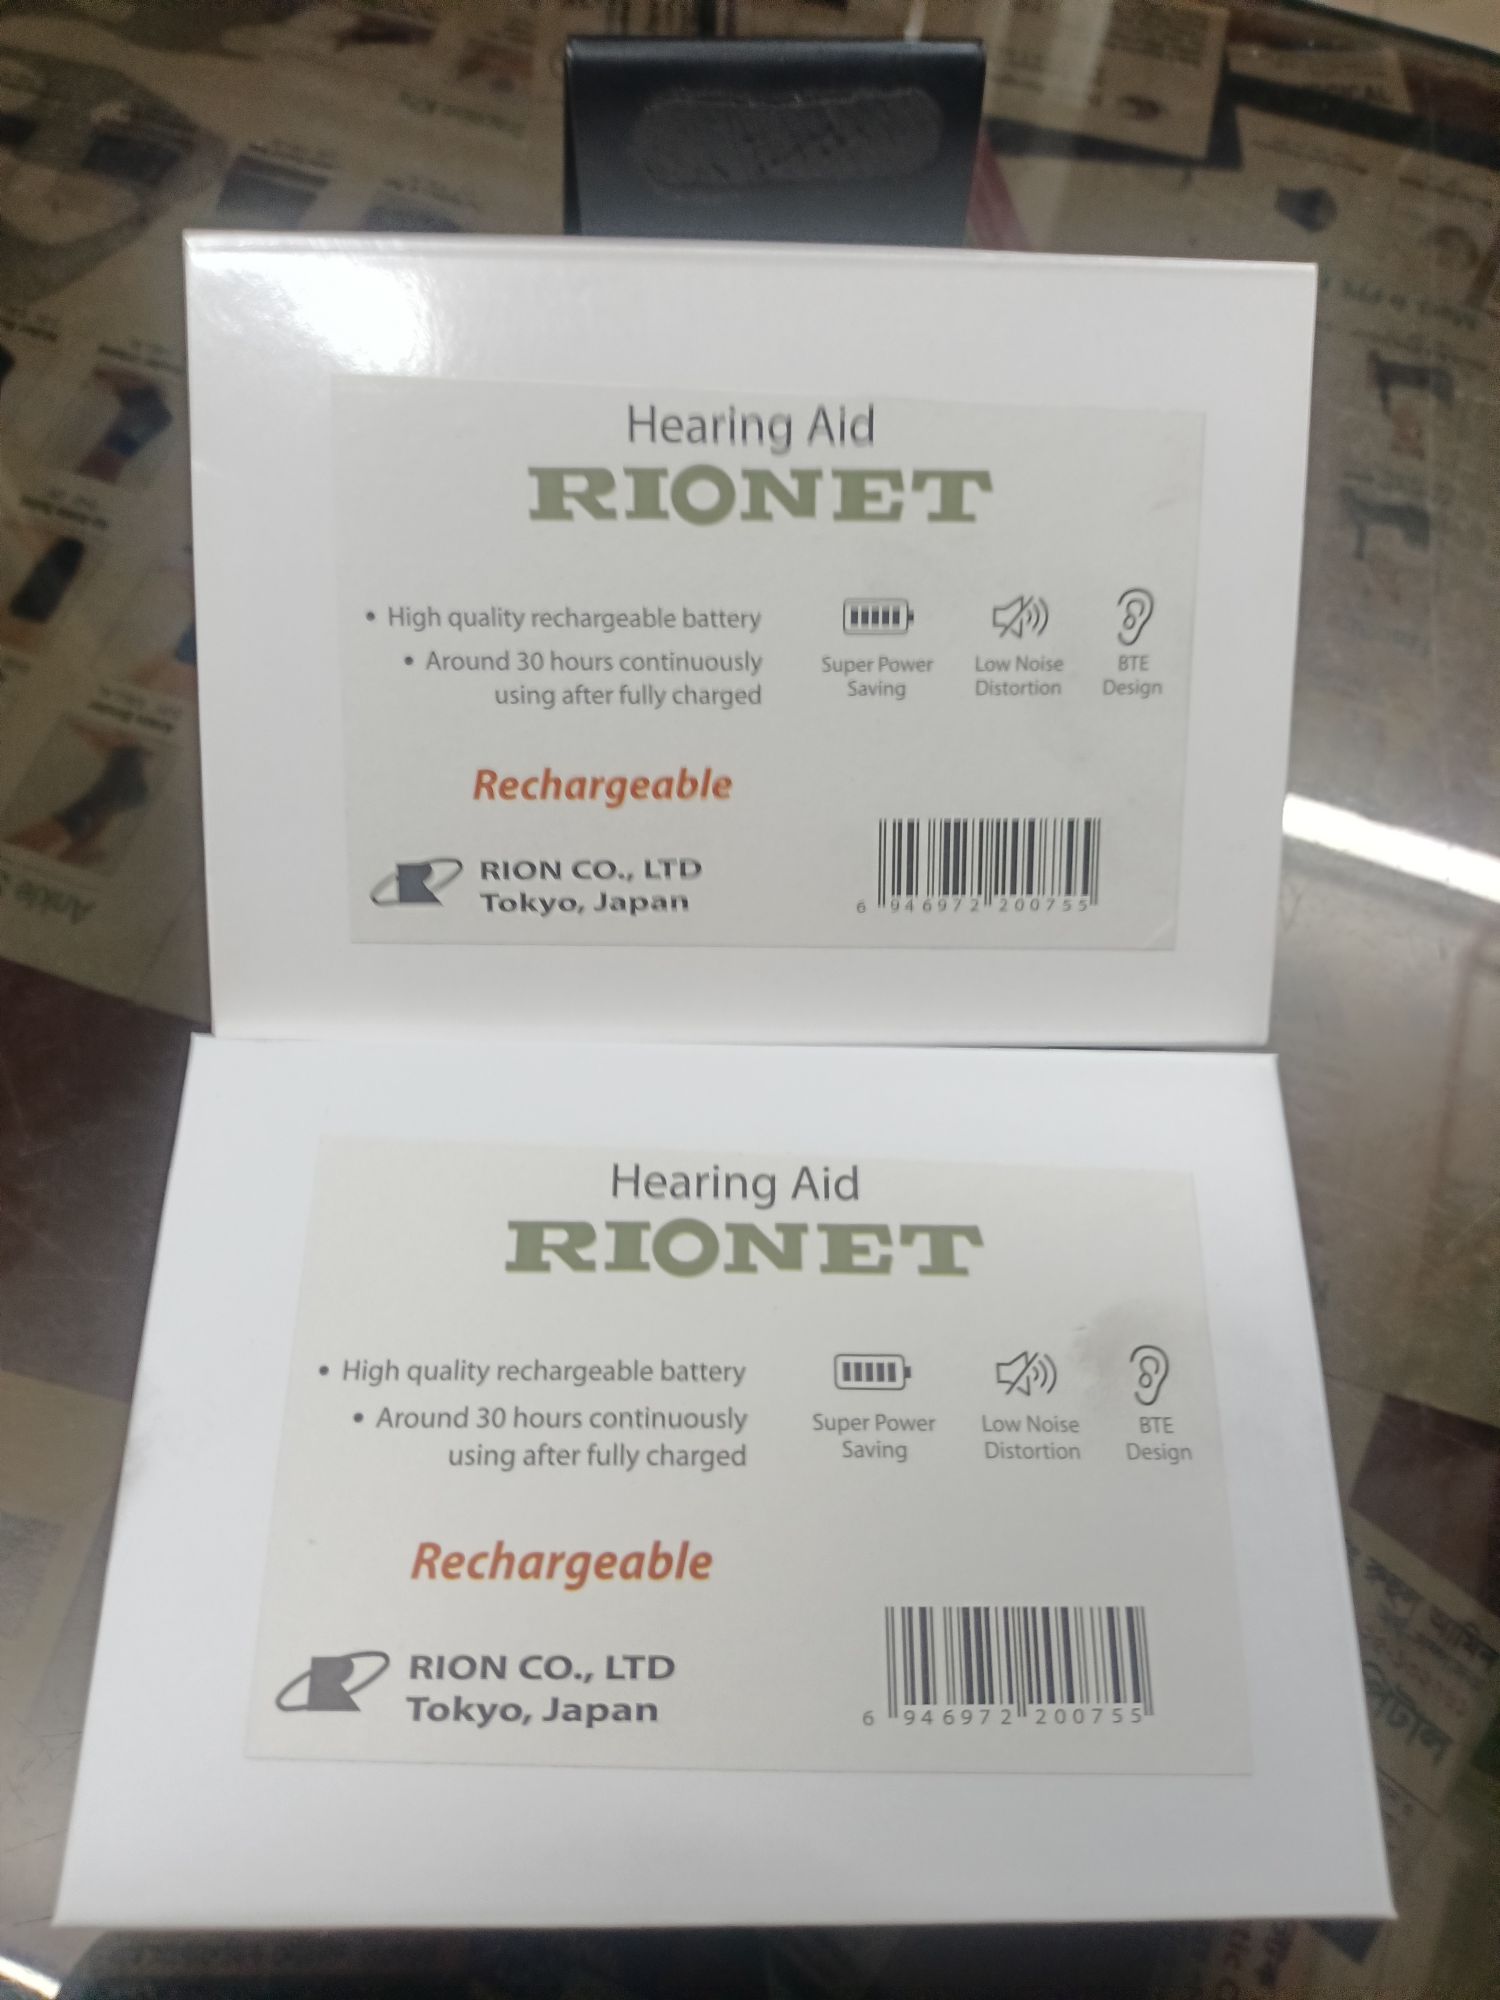 Hearing Aid
RIONET
• High quality rechargeable battery
• Around 30 hours continuously
using after fully charged
Super Power
Saving
Low Noise
Distortion
BTE
Design
Rechargeable
RION CO., LTD
Tokyo, Japan
6 946972 200755
Hearing Aid
RIONET
• High quality rechargeable battery
• Around 30 hours continuously
using after fully charged
Super Power
Saving
Low Noise
Distortion
BTE
Design
Rechargeable
RION CO., LTD
Tokyo, Japan
6 946972 200755